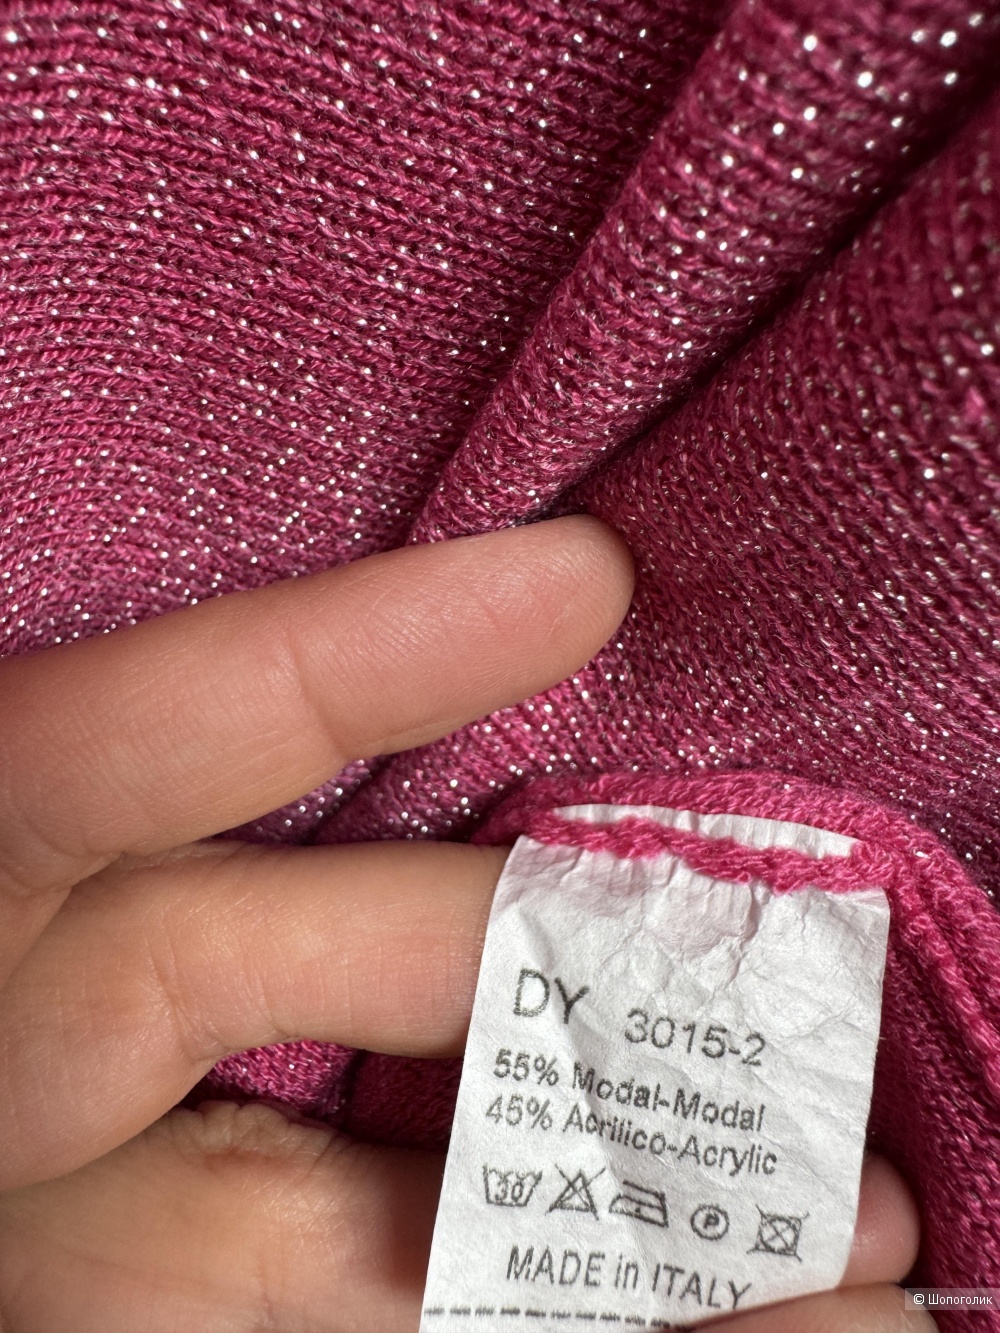 DY 3015-2
55% Modal-Modal
45% Acrilico-Acrylic
30 P
MADE in ITALY
© Шопоголик